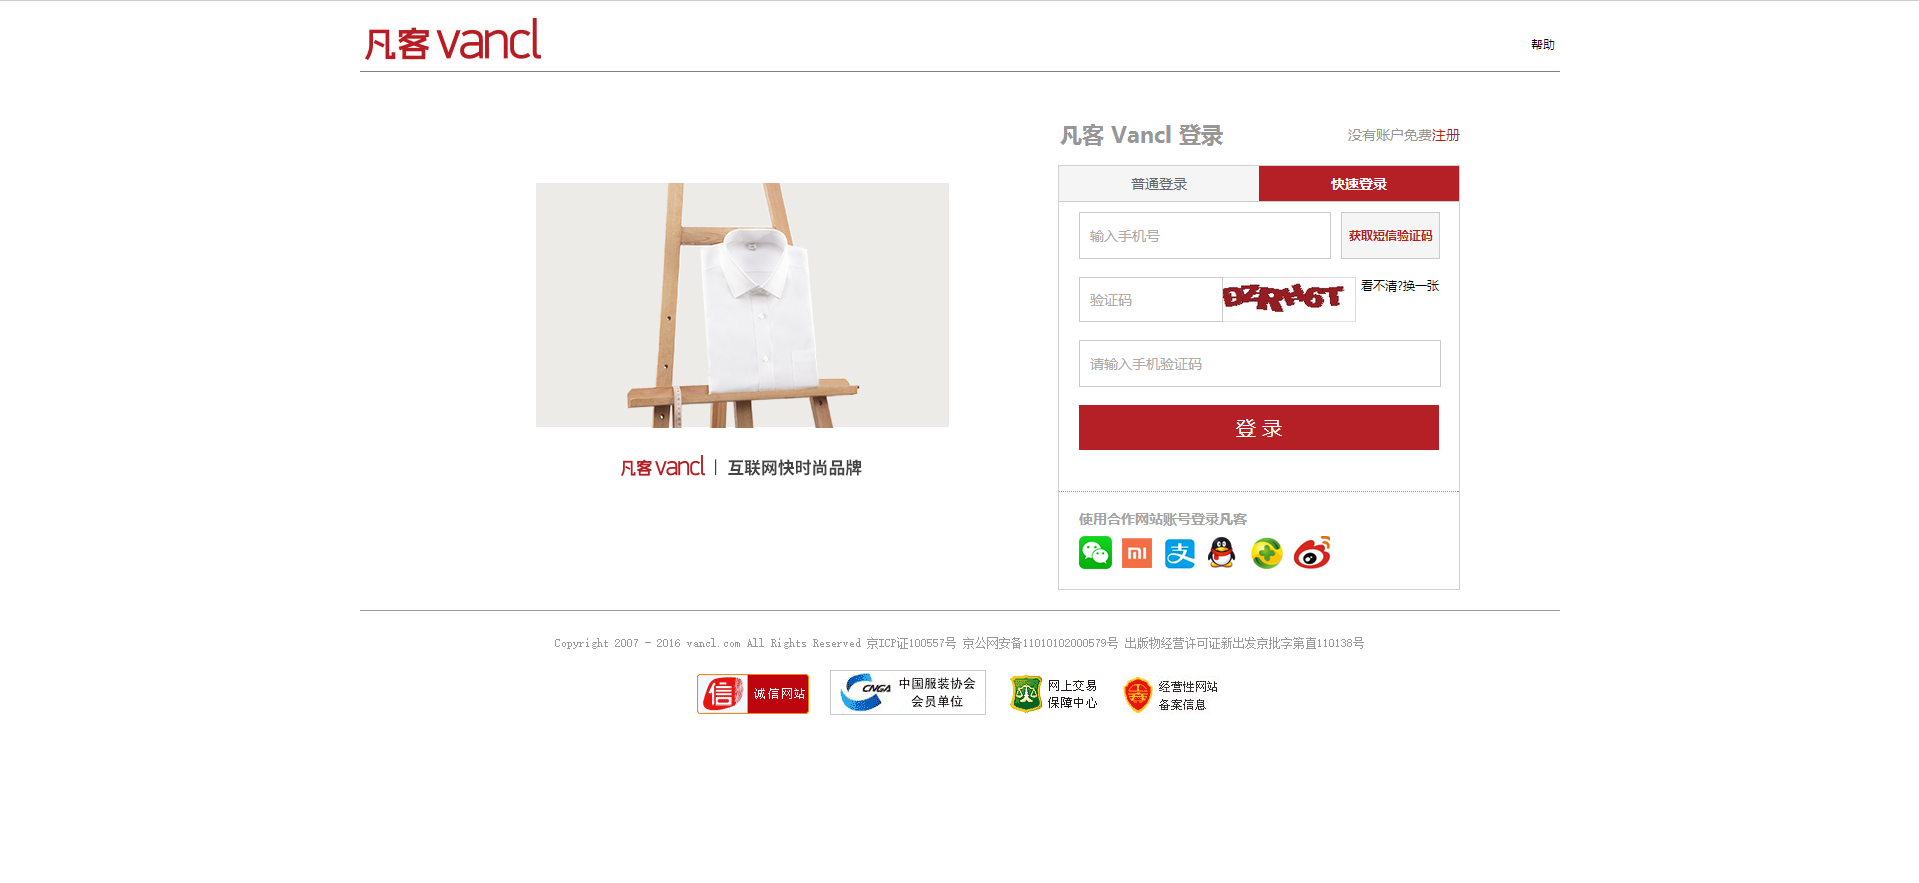 凡客 vancl
帮助
凡客 Vancl 登录
没有账户免费注册
普通登录
快速登录
输入手机号
获取短信验证码
验证码
DZRH6T
看不清?换一张
请输入手机验证码
登 录
凡客 vancl | 互联网快时尚品牌
使用合作网站账号登录凡客
mi
支
Copyright 2007 - 2016 vancl.com All Rights Reserved 京ICP证100557号 京公网安备11010102000579号 出版物经营许可证新出发京批字第直110138号
信 诚信网站
CNGA 中国服装协会
会员单位
网上交易
保障中心
经营性网站
备案信息